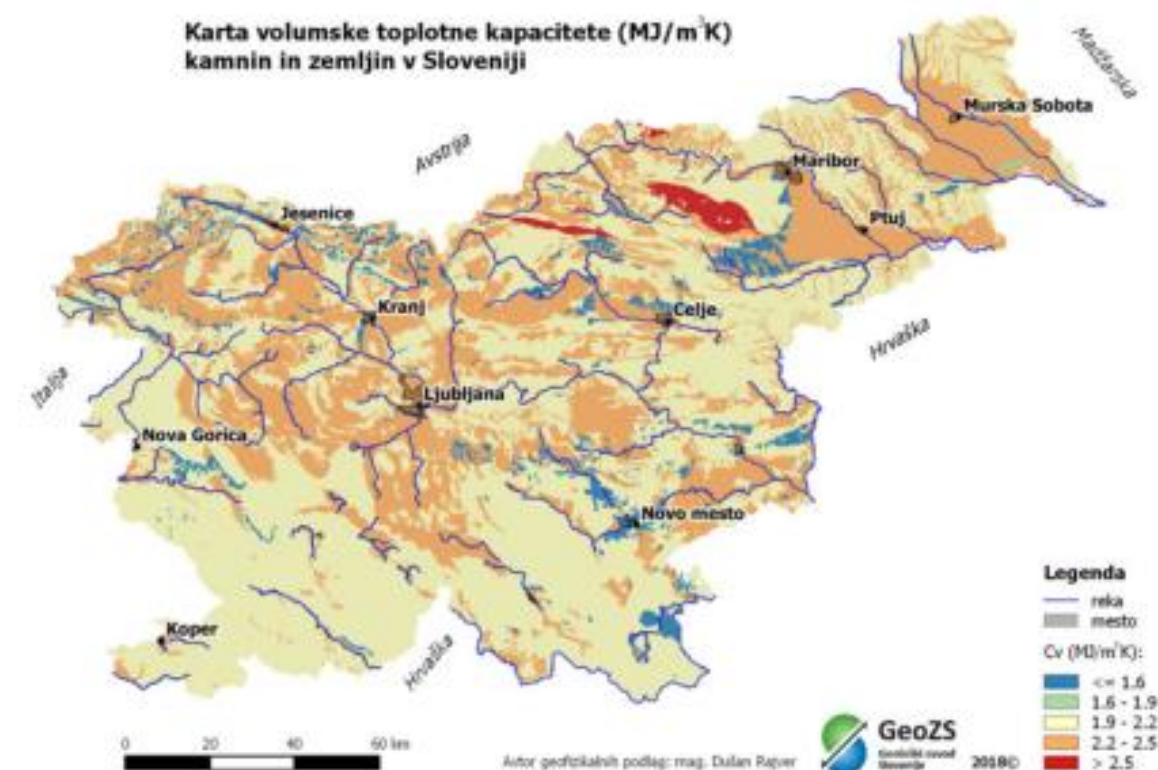 Karta volumske toplotne kapacitete (MJ/m³K)
kamnin in zemljin v Sloveniji
Madžarska
Murska Sobota
Avstrija
Maribor
Jesenice
Ptuj
Kranj
Celje
Hrvaška
Italija
Ljubljana
Nova Gorica
Novo mesto
Koper
Hrvaška
Legenda
reka
mesto
Cv (MJ/m³K):
<= 1.6
1.6 - 1.9
1.9 - 2.2
2.2 - 2.5
> 2.5
0 20 40 60 km
Avtor geofizikalnih podlag: mag. Dušan Rajver
GeoZS
Geološki zavod
Slovenije
2018©